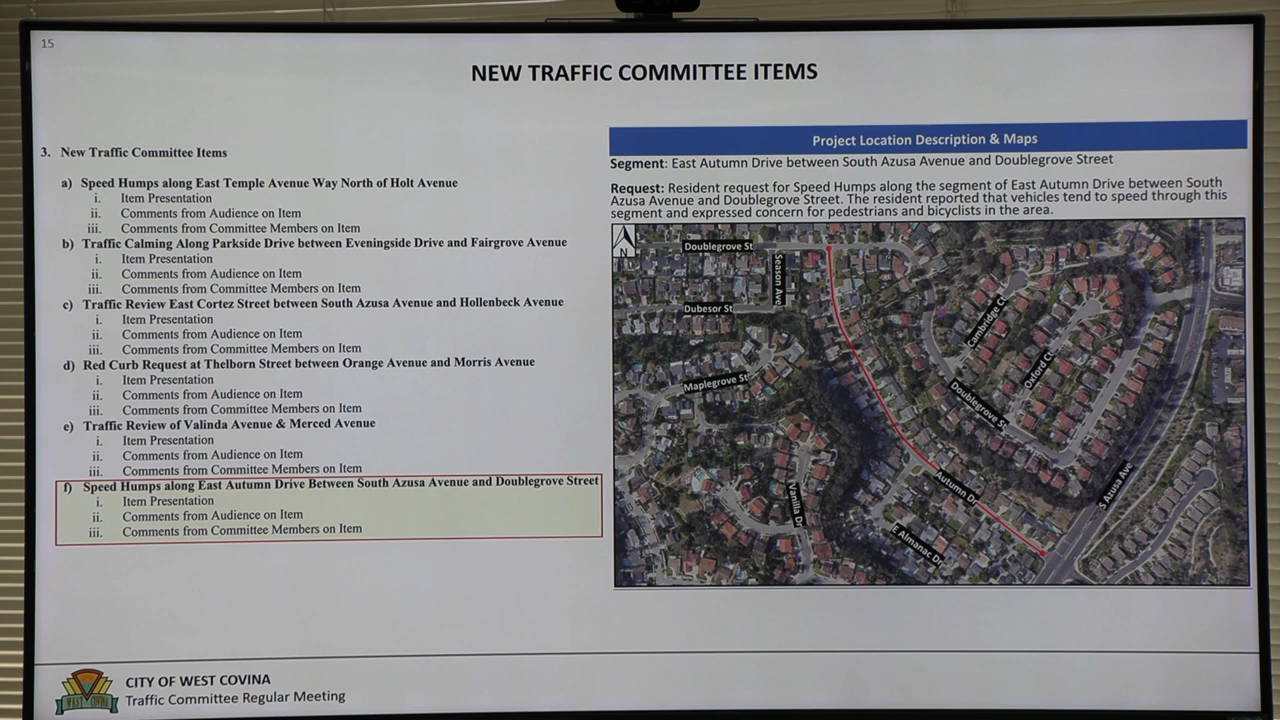 15
NEW TRAFFIC COMMITTEE ITEMS
3. New Traffic Committee Items
a) Speed Humps along East Temple Avenue Way North of Holt Avenue
i. Item Presentation
ii. Comments from Audience on Item
iii. Comments from Committee Members on Item
b) Traffic Calming Along Parkside Drive between Eveningside Drive and Fairgrove Avenue
i. Item Presentation
ii. Comments from Audience on Item
iii. Comments from Committee Members on Item
c) Traffic Review East Cortez Street between South Azusa Avenue and Hollenbeck Avenue
i. Item Presentation
ii. Comments from Audience on Item
iii. Comments from Committee Members on Item
d) Red Curb Request at Thelborn Street between Orange Avenue and Morris Avenue
i. Item Presentation
ii. Comments from Audience on Item
iii. Comments from Committee Members on Item
e) Traffic Review of Valinda Avenue & Merced Avenue
i. Item Presentation
ii. Comments from Audience on Item
iii. Comments from Committee Members on Item
f) Speed Humps along East Autumn Drive Between South Azusa Avenue and Doublegrove Street
i. Item Presentation
ii. Comments from Audience on Item
iii. Comments from Committee Members on Item
Project Location Description & Maps
Segment: East Autumn Drive between South Azusa Avenue and Doublegrove Street
Request: Resident request for Speed Humps along the segment of East Autumn Drive between South
Azusa Avenue and Doublegrove Street. The resident reported that vehicles tend to speed through this
segment and expressed concern for pedestrians and bicyclists in the area.
N
Doublegrove St
Season Ave
Dubesor St
Cambridge Ct
Oxford Ct
Maplegrove St
Doublegrove St
Autumn Dr
S Azusa Ave
Vanilla Dr
E Almanac Dr
WEST COVINA
CITY OF WEST COVINA
Traffic Committee Regular Meeting